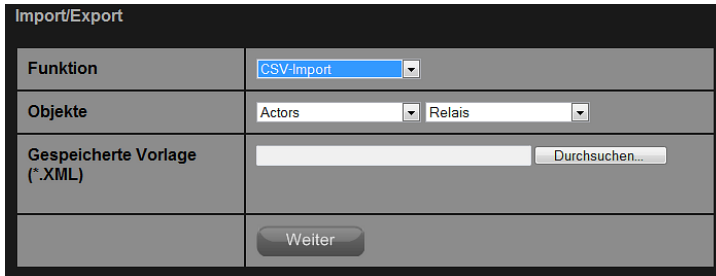 Import/Export
Funktion CSV-Import
Objekte Actors Relais
Gespeicherte Vorlage Durchsuchen...
(*.XML)
Weiter